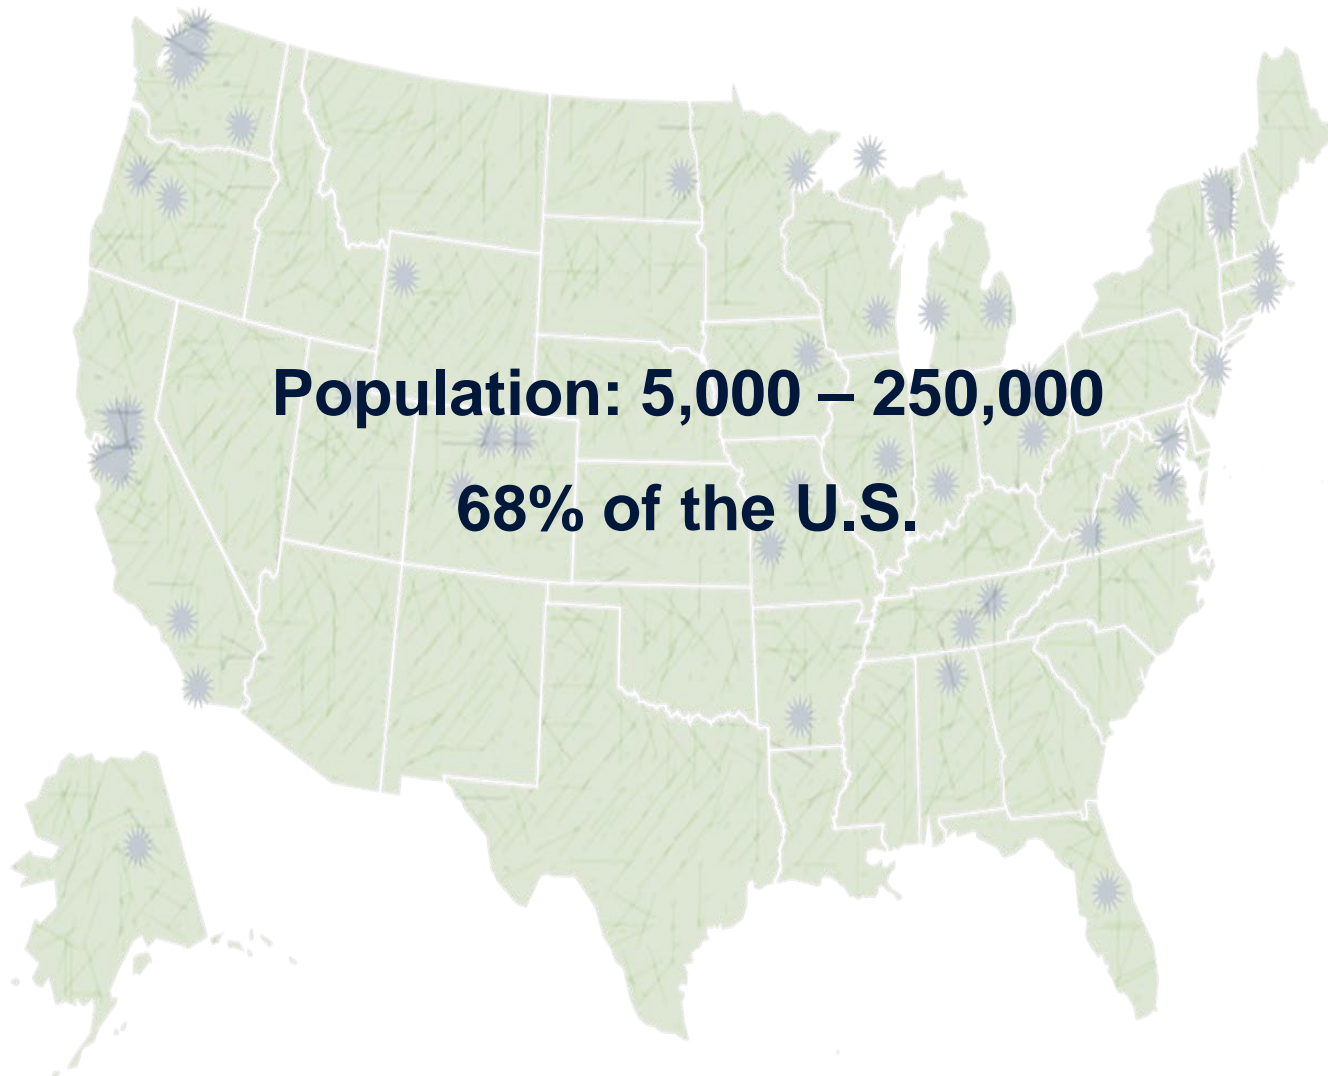 Population: 5,000 – 250,000
68% of the U.S.